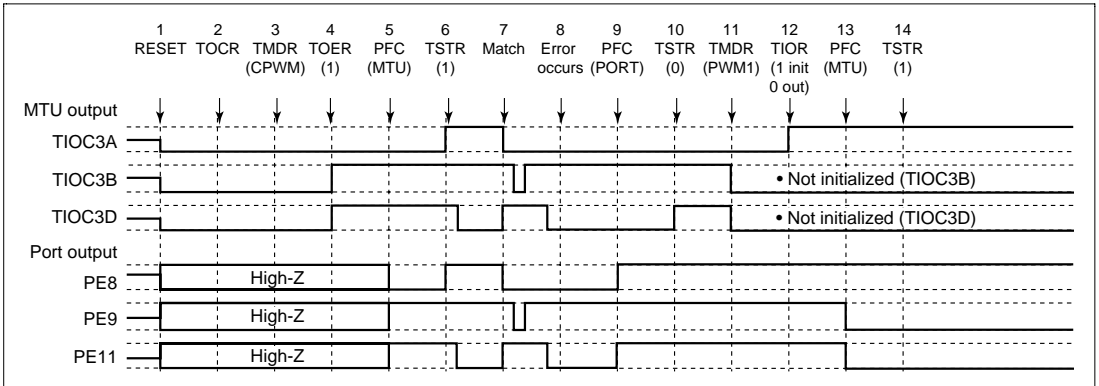 1 2 3 4 5 6 7 8 9 10 11 12 13 14
RESET TOCR TMDR TOER PFC TSTR Match Error PFC TSTR TMDR TIOR PFC TSTR
(CPWM) (1) (MTU) (1) occurs (PORT) (0) (PWM1) (1 init (MTU) (1)
0 out)
MTU output
TIOC3A
TIOC3B • Not initialized (TIOC3B)
TIOC3D • Not initialized (TIOC3D)
Port output
PE8 High-Z
PE9 High-Z
PE11 High-Z